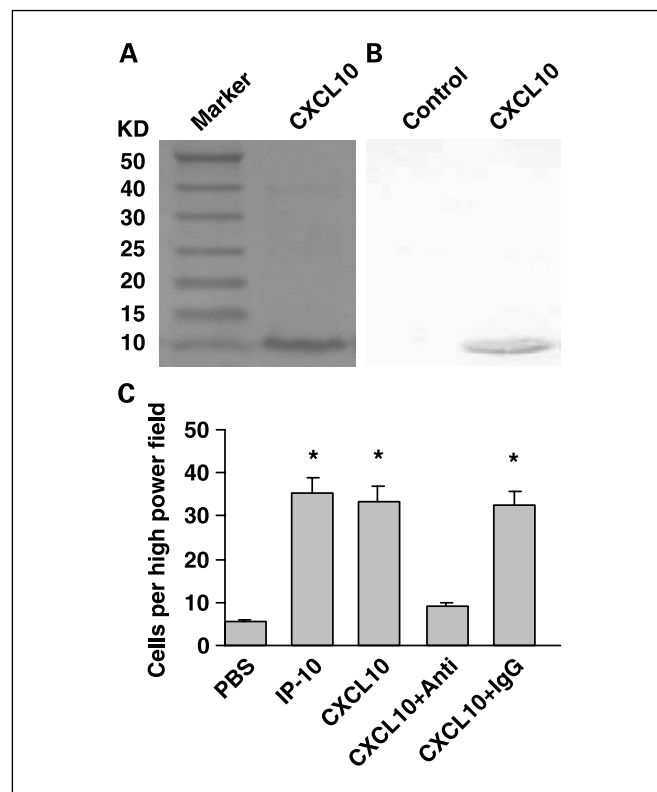 A
B
Marker
CXCL10
Control
CXCL10
KD
50
40
30
25
20
15
10
C
Cells per high power field
50
40
30
20
10
0
* * *
PBS
IP-10
CXCL10
CXCL10+Anti
CXCL10+IgG